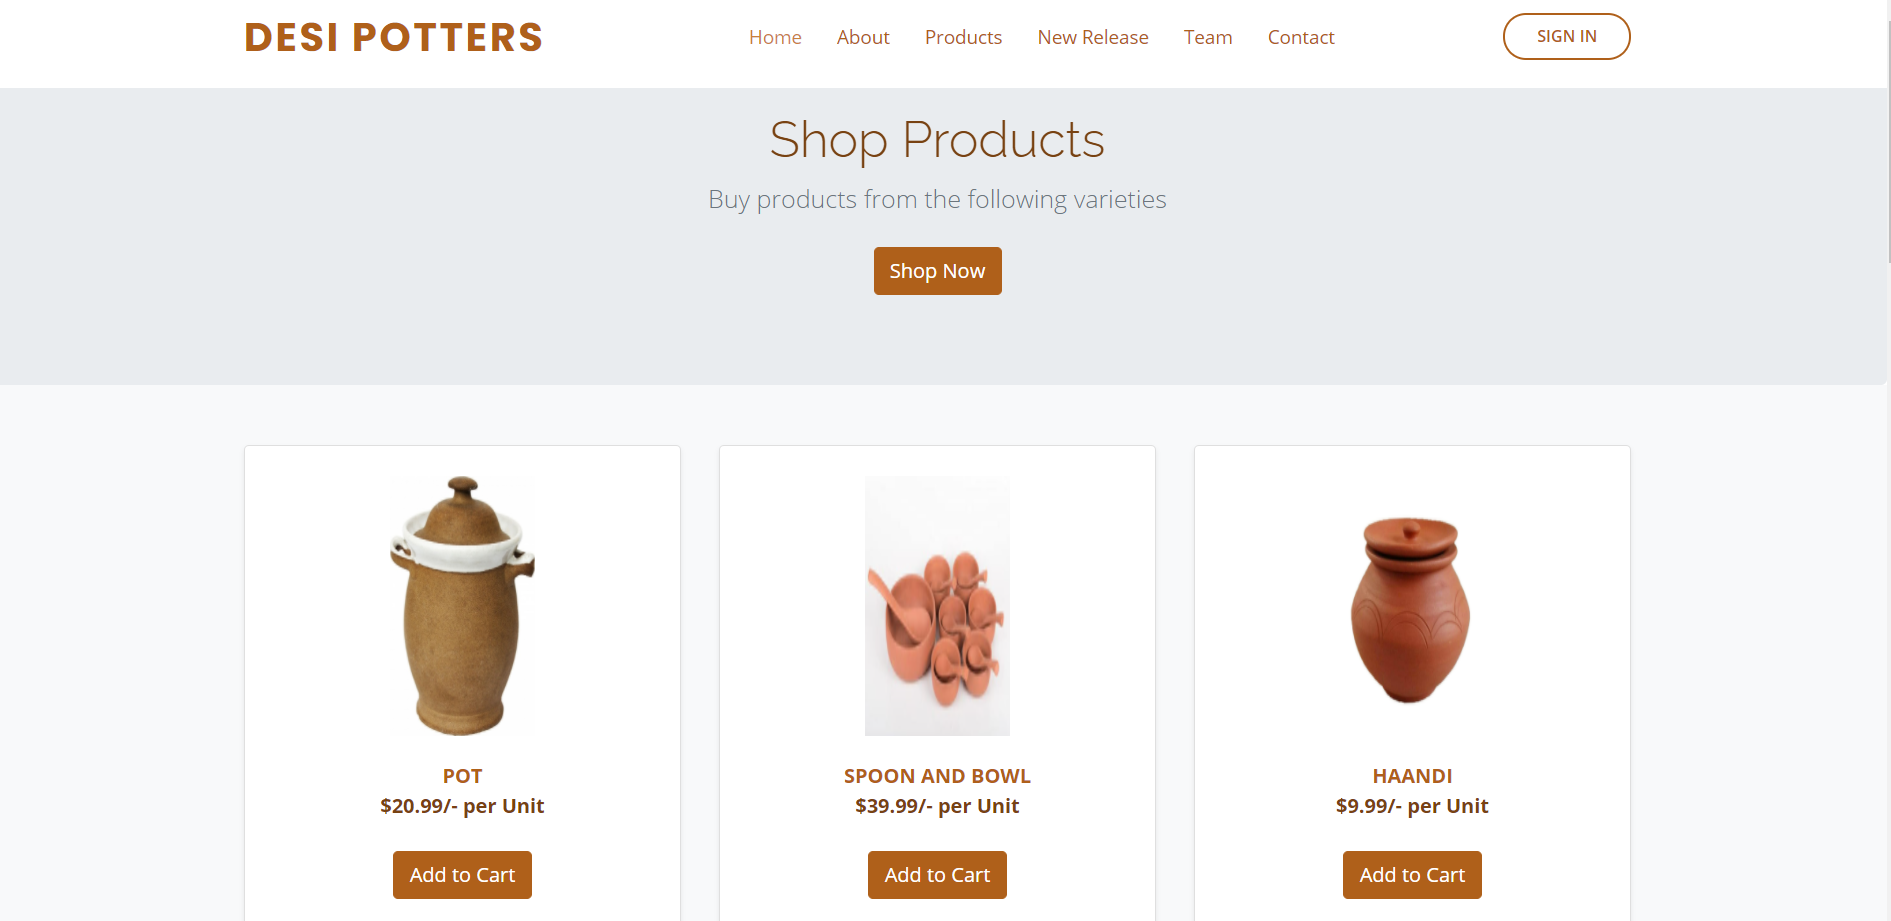 DESI POTTERS
Home About Products New Release Team Contact
SIGN IN
Shop Products
Buy products from the following varieties
Shop Now
POT
$20.99/- per Unit
Add to Cart
SPOON AND BOWL
$39.99/- per Unit
Add to Cart
HAANDI
$9.99/- per Unit
Add to Cart